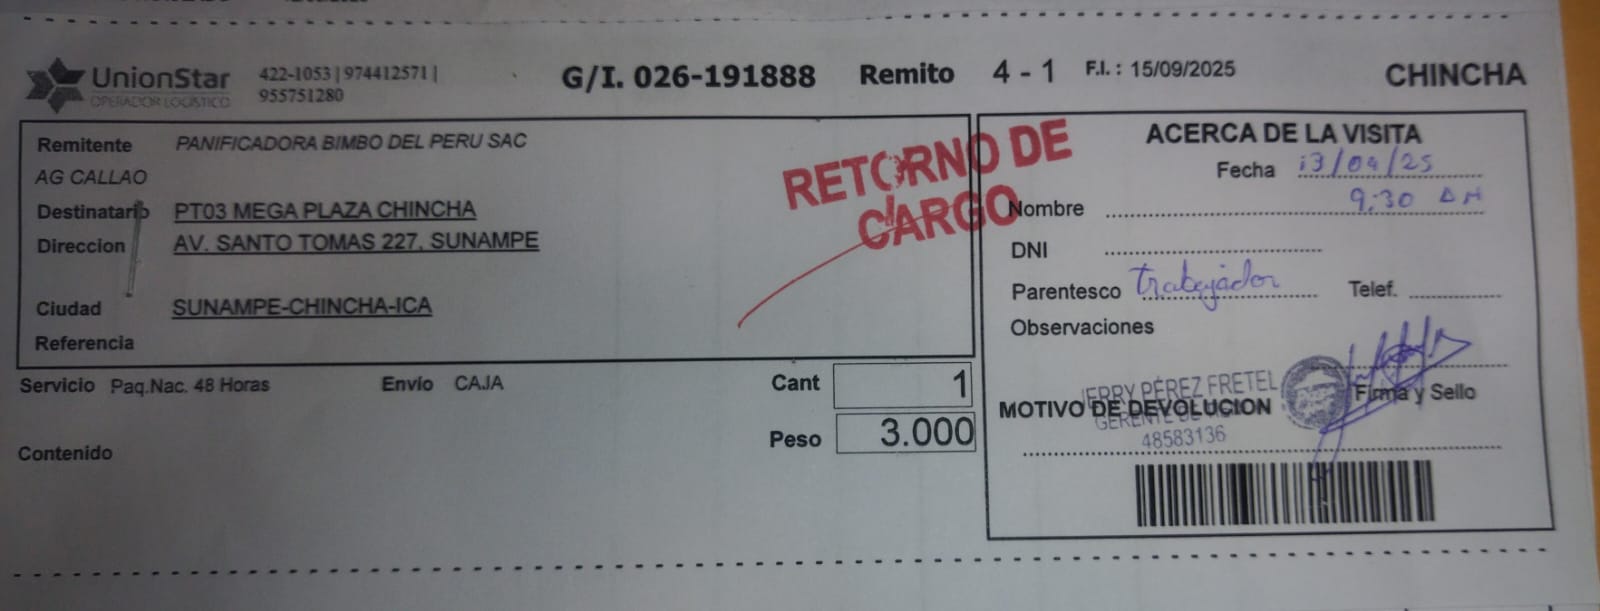 UnionStar
OPERADOR LOGISTICO
422-1053 | 974412571 |
955751280
G/I. 026-191888 Remito 4 - 1 F.I. : 15/09/2025 CHINCHA
Remitente PANIFICADORA BIMBO DEL PERU SAC
AG CALLAO
Destinatario PT03 MEGA PLAZA CHINCHA
Direccion AV. SANTO TOMAS 227, SUNAMPE
Ciudad SUNAMPE-CHINCHA-ICA
Referencia
RETORNO DE
CARGO
Servicio Paq.Nac. 48 Horas Envío CAJA Cant 1
Peso 3.000
Contenido
ACERCA DE LA VISITA
Fecha 13/09/25
9:30 AM
Nombre
DNI
Parentesco trabajador Telef.
Observaciones
Firma y Sello
JERRY PÉREZ FRETEL
MOTIVO DE DEVOLUCION
GERENTE DE
48583136